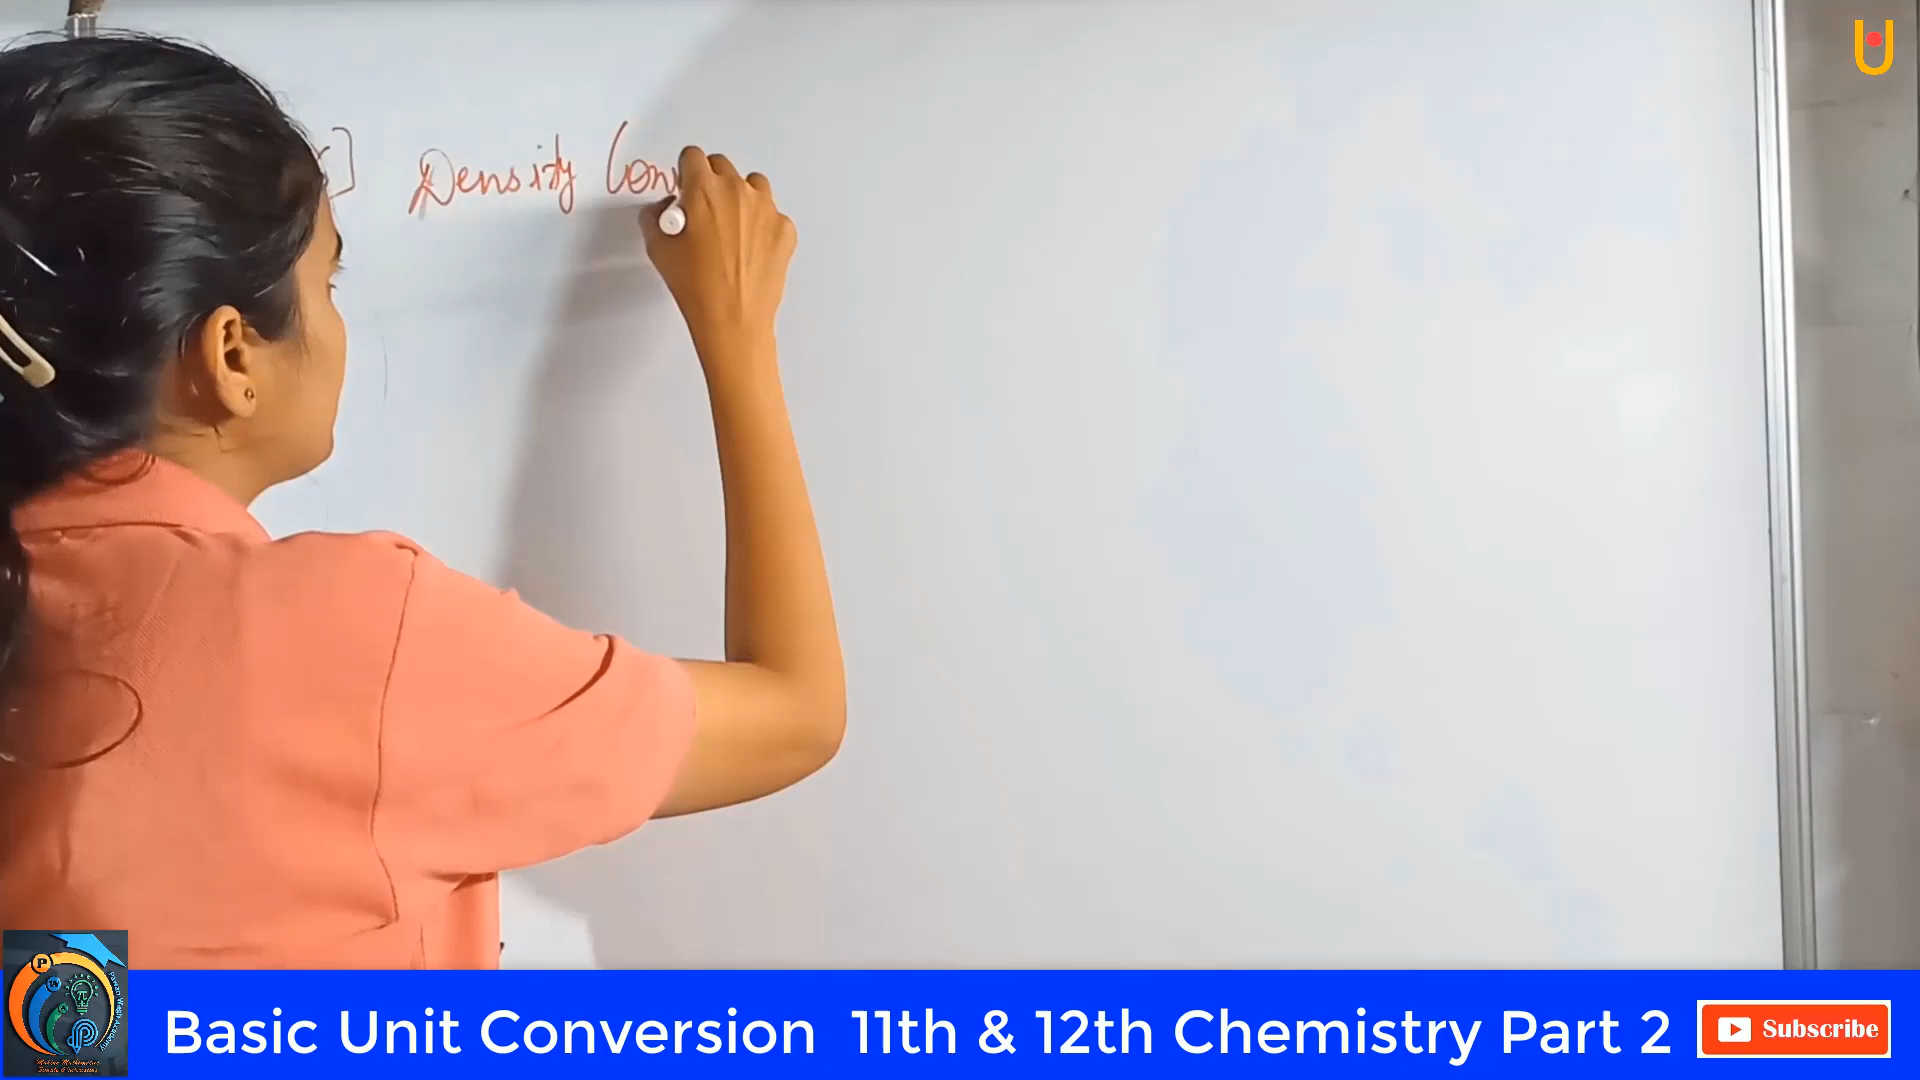 ] Density Con
Basic Unit Conversion 11th & 12th Chemistry Part 2
Subscribe